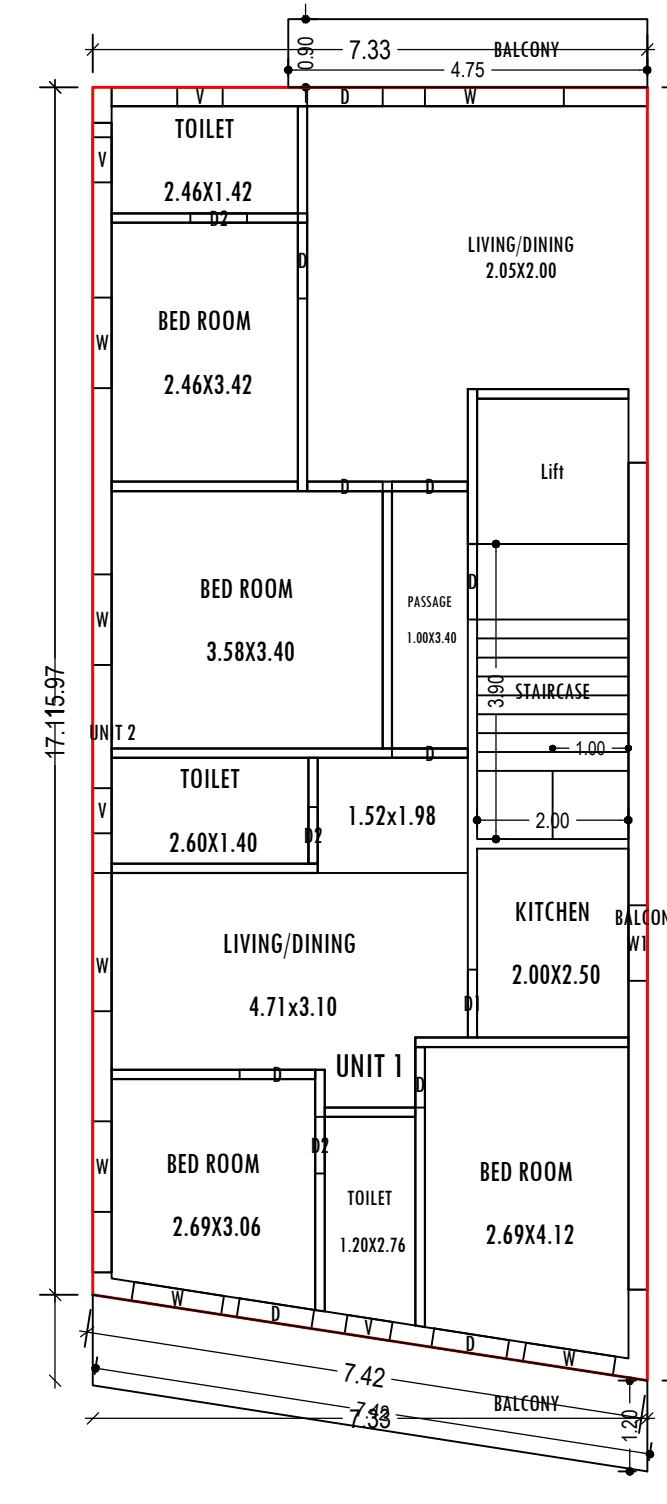 7.33
0.90
BALCONY
4.75
V
D
W
TOILET
V
2.46X1.42
D2
LIVING/DINING
2.05X2.00
D
BED ROOM
W
2.46X3.42
Lift
D
D
BED ROOM
D
PASSAGE
W
1.00X3.40
3.58X3.40
3.90
STAIRCASE
UNIT 2
1.00
D
TOILET
V
1.52x1.98
2.00
2.60X1.40
D2
KITCHEN
BALCON
LIVING/DINING
W1
W
2.00X2.50
4.71x3.10
D1
UNIT 1
D
D
D2
BED ROOM
W
BED ROOM
TOILET
2.69X3.06
2.69X4.12
1.20X2.76
W
D
V
D
W
7.42
BALCONY
7.33
1.20